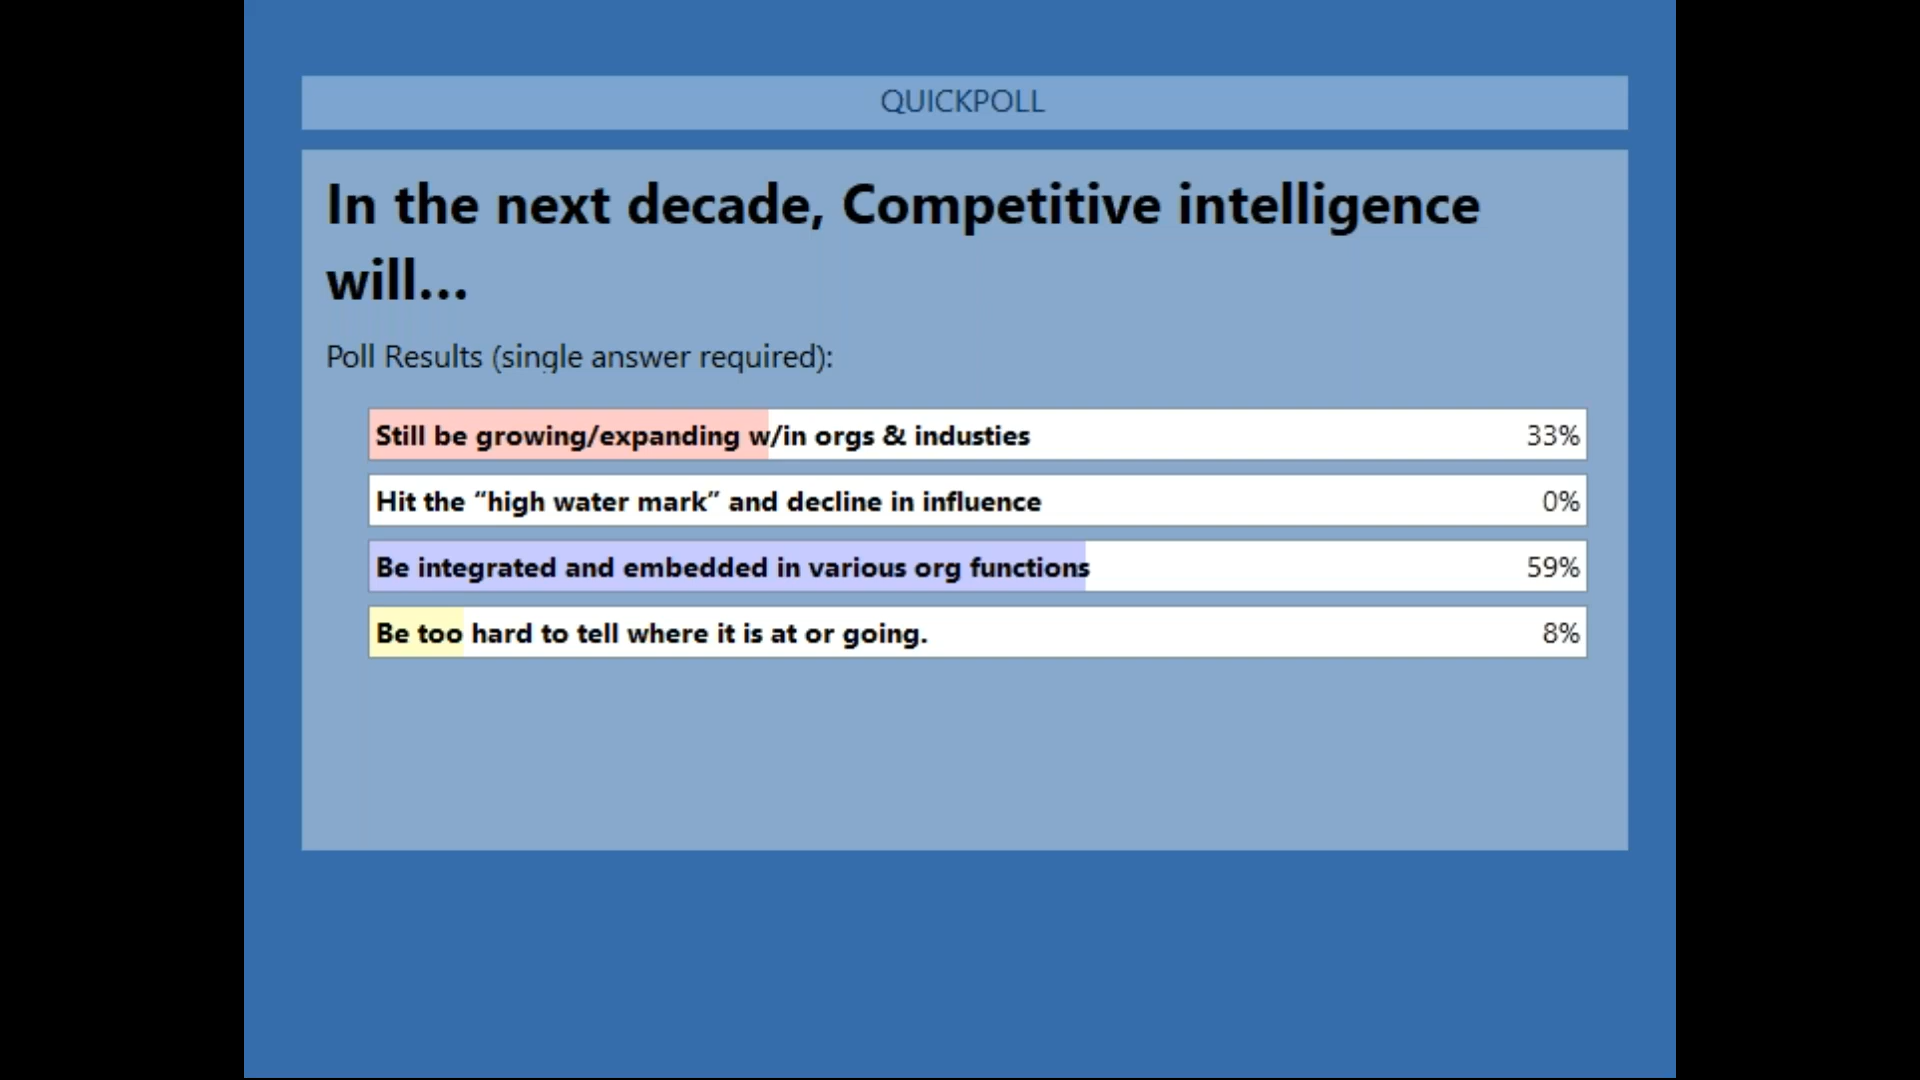 QUICKPOLL
In the next decade, Competitive intelligence
will...
Poll Results (single answer required):
Still be growing/expanding w/in orgs & industies 33%
Hit the “high water mark” and decline in influence 0%
Be integrated and embedded in various org functions 59%
Be too hard to tell where it is at or going. 8%